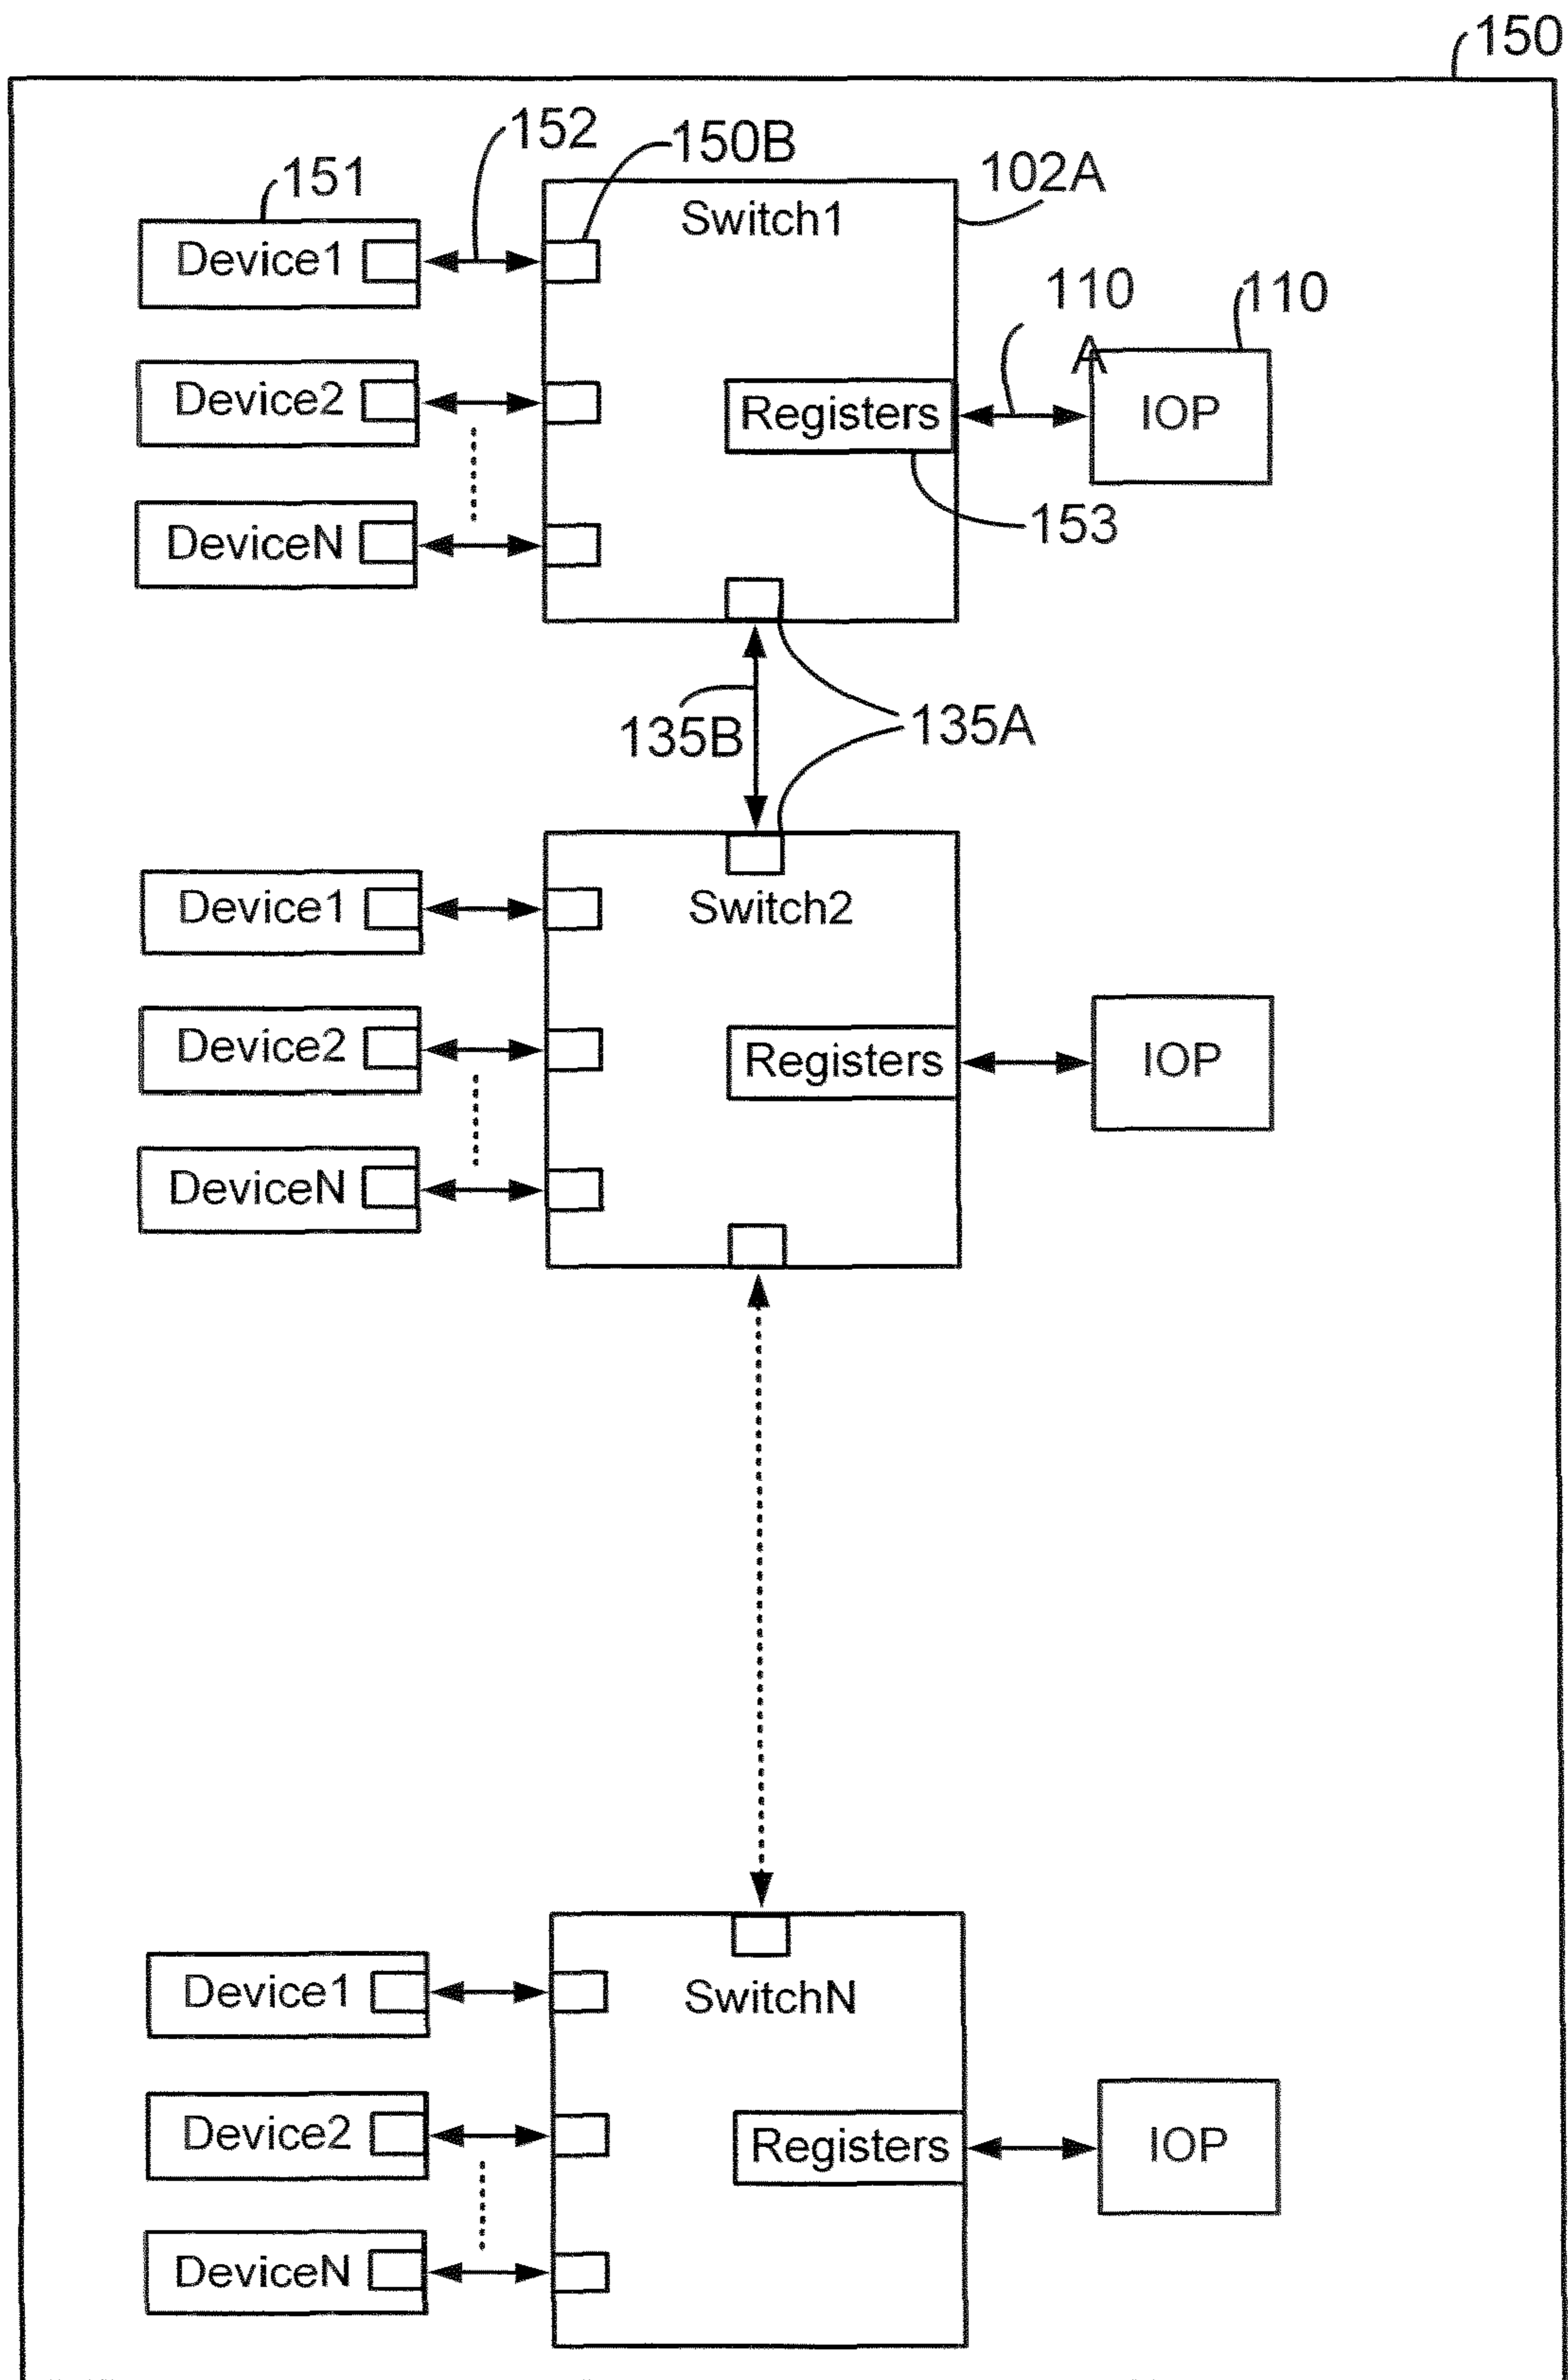 150
152
150B
102A
151
Switch1
Device1
110
A
110
Device2
Registers
IOP
DeviceN
153
135B
135A
Device1
Switch2
Device2
Registers
IOP
DeviceN
Device1
SwitchN
Device2
Registers
IOP
DeviceN